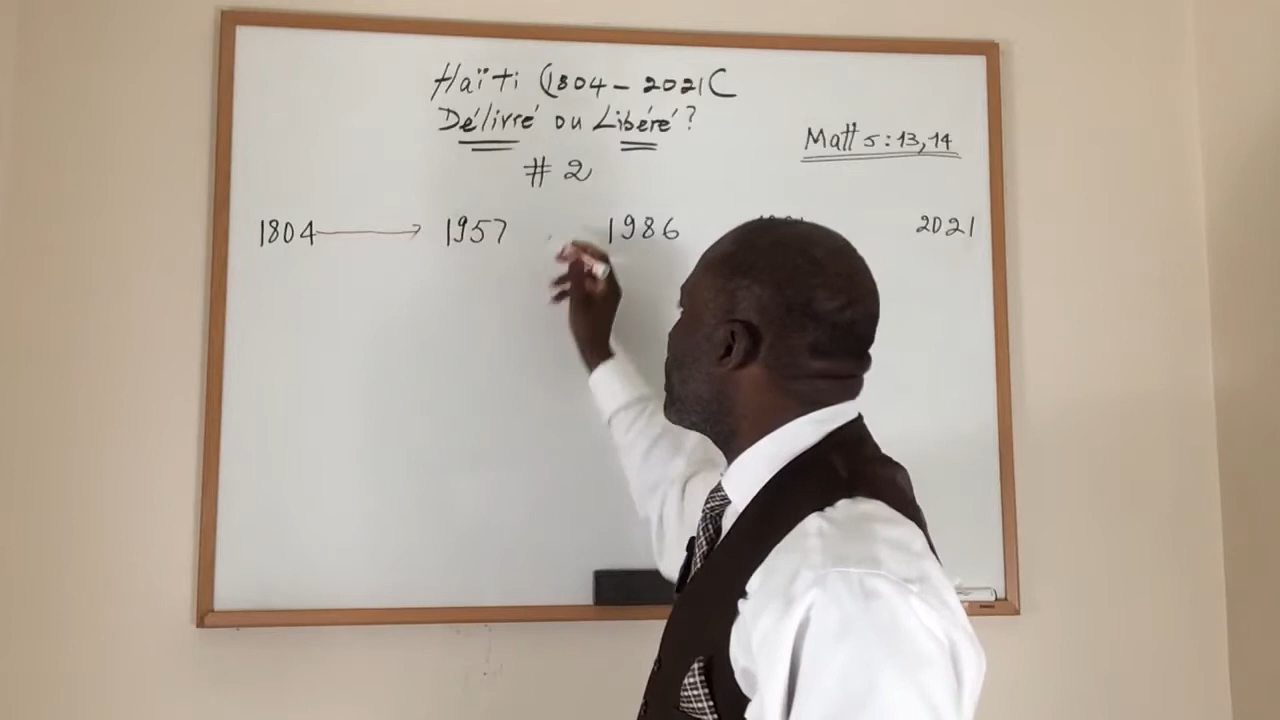 Haïti (1804 - 2021(
Délivré ou Libéré ?
# 2
Matt 5:13,14
1804 → 1957 1986 2021